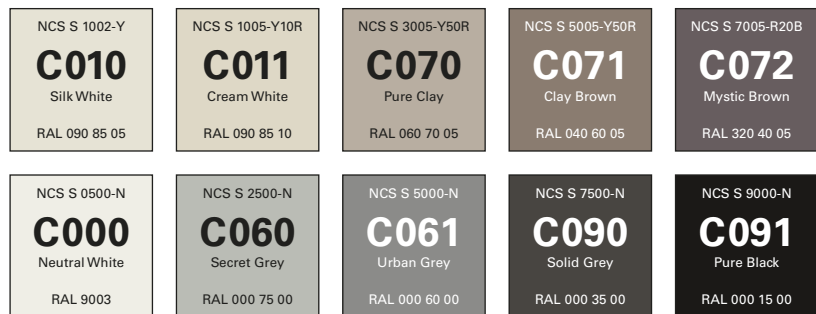 NCS S 1002-Y
C010
Silk White
RAL 090 85 05
NCS S 1005-Y10R
C011
Cream White
RAL 090 85 10
NCS S 3005-Y50R
C070
Pure Clay
RAL 060 70 05
NCS S 5005-Y50R
C071
Clay Brown
RAL 040 60 05
NCS S 7005-R20B
C072
Mystic Brown
RAL 320 40 05
NCS S 0500-N
C000
Neutral White
RAL 9003
NCS S 2500-N
C060
Secret Grey
RAL 000 75 00
NCS S 5000-N
C061
Urban Grey
RAL 000 60 00
NCS S 7500-N
C090
Solid Grey
RAL 000 35 00
NCS S 9000-N
C091
Pure Black
RAL 000 15 00